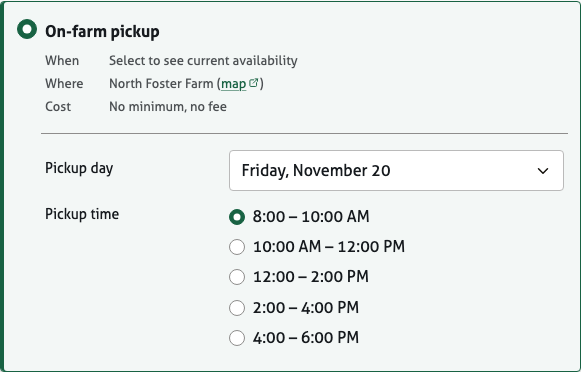 On-farm pickup
When Select to see current availability
Where North Foster Farm (map)
Cost No minimum, no fee
Pickup day Friday, November 20
Pickup time 8:00 – 10:00 AM
10:00 AM – 12:00 PM
12:00 – 2:00 PM
2:00 – 4:00 PM
4:00 – 6:00 PM